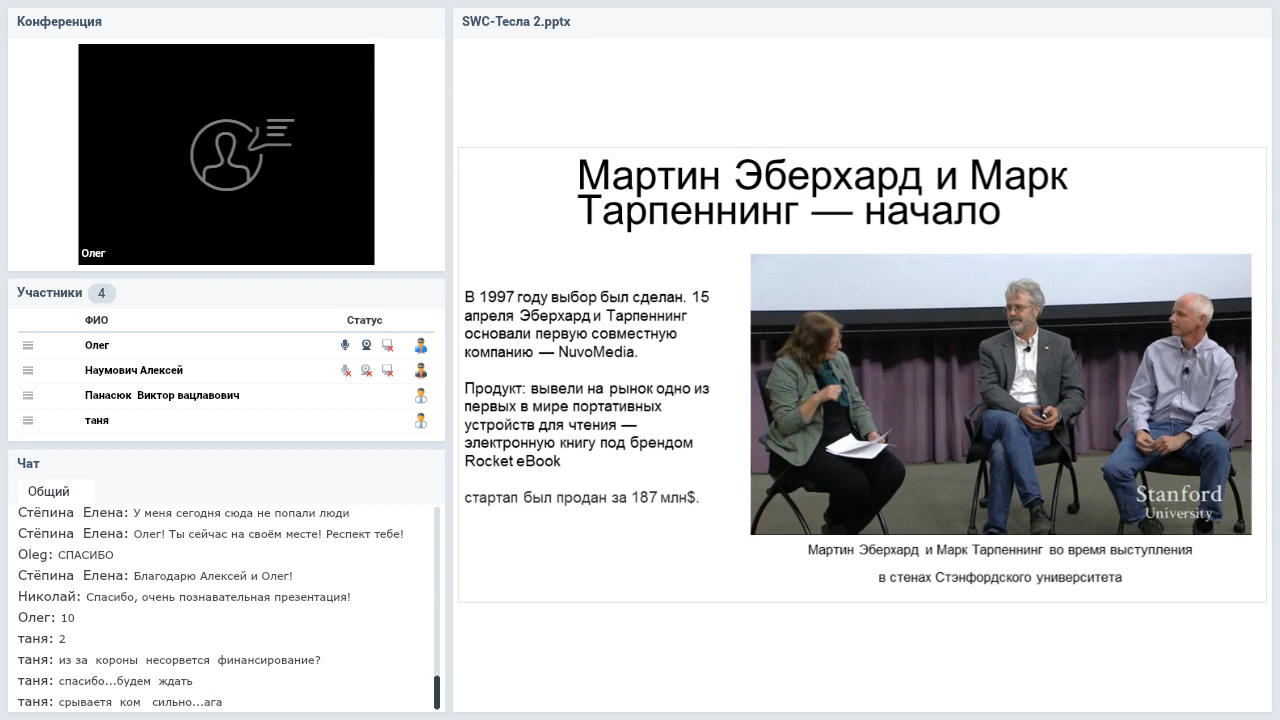 Конференция
Олег
Участники 4
ФИО Статус
Олег
Наумович Алексей
Панасюк Виктор вацлавович
таня
Чат
Общий
Стёпина Елена: У меня сегодня сюда не попали люди
Стёпина Елена: Олег! Ты сейчас на своём месте! Респект тебе!
Oleg: СПАСИБО
Стёпина Елена: Благодарю Алексей и Олег!
Николай: Спасибо, очень познавательная презентация!
Олег: 10
таня: 2
таня: из за короны несорвется финансирование?
таня: спасибо...будем ждать
таня: срываетя ком сильно...ага
SWC-Тесла 2.pptx
Мартин Эберхард и Марк
Тарпеннинг — начало
В 1997 году выбор был сделан. 15
апреля Эберхард и Тарпеннинг
основали первую совместную
компанию — NuvoMedia.
Продукт: вывели на рынок одно из
первых в мире портативных
устройств для чтения —
электронную книгу под брендом
Rocket eBook
стартап был продан за 187 млн$.
Stanford
University
Мартин Эберхард и Марк Тарпеннинг во время выступления
в стенах Стэнфордского университета